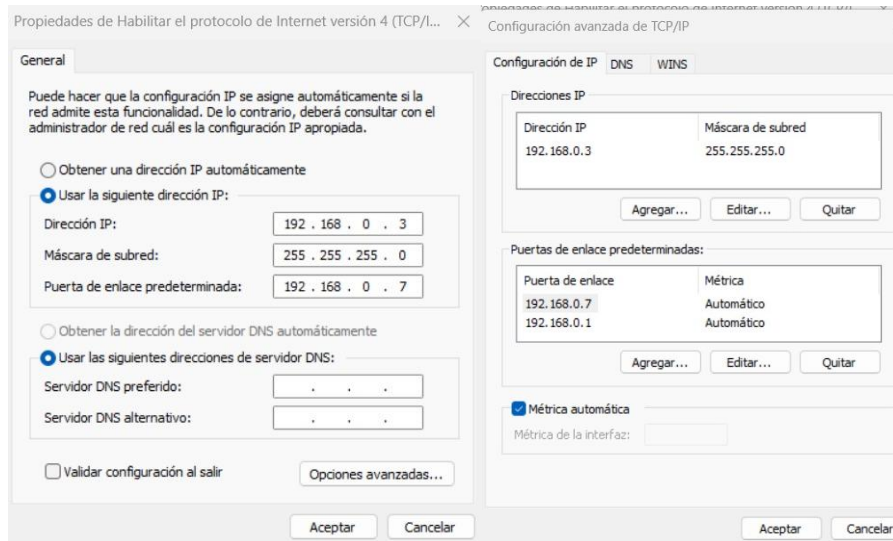 Propiedades de Habilitar el protocolo de Internet versión 4 (TCP/I...
General
Puede hacer que la configuración IP se asigne automáticamente si la
red admite esta funcionalidad. De lo contrario, deberá consultar con el
administrador de red cuál es la configuración IP apropiada.
Obtener una dirección IP automáticamente
Usar la siguiente dirección IP:
Dirección IP: 192 . 168 . 0 . 3
Máscara de subred: 255 . 255 . 255 . 0
Puerta de enlace predeterminada: 192 . 168 . 0 . 7
Obtener la dirección del servidor DNS automáticamente
Usar las siguientes direcciones de servidor DNS:
Servidor DNS preferido: . . .
Servidor DNS alternativo: . . .
Validar configuración al salir
Opciones avanzadas...
Aceptar Cancelar
Configuración avanzada de TCP/IP
Configuración de IP DNS WINS
Direcciones IP
Dirección IP Máscara de subred
192.168.0.3 255.255.255.0
Agregar... Editar... Quitar
Puertas de enlace predeterminadas:
Puerta de enlace Métrica
192.168.0.7 Automático
192.168.0.1 Automático
Agregar... Editar... Quitar
Métrica automática
Métrica de la interfaz:
Aceptar Cancelar